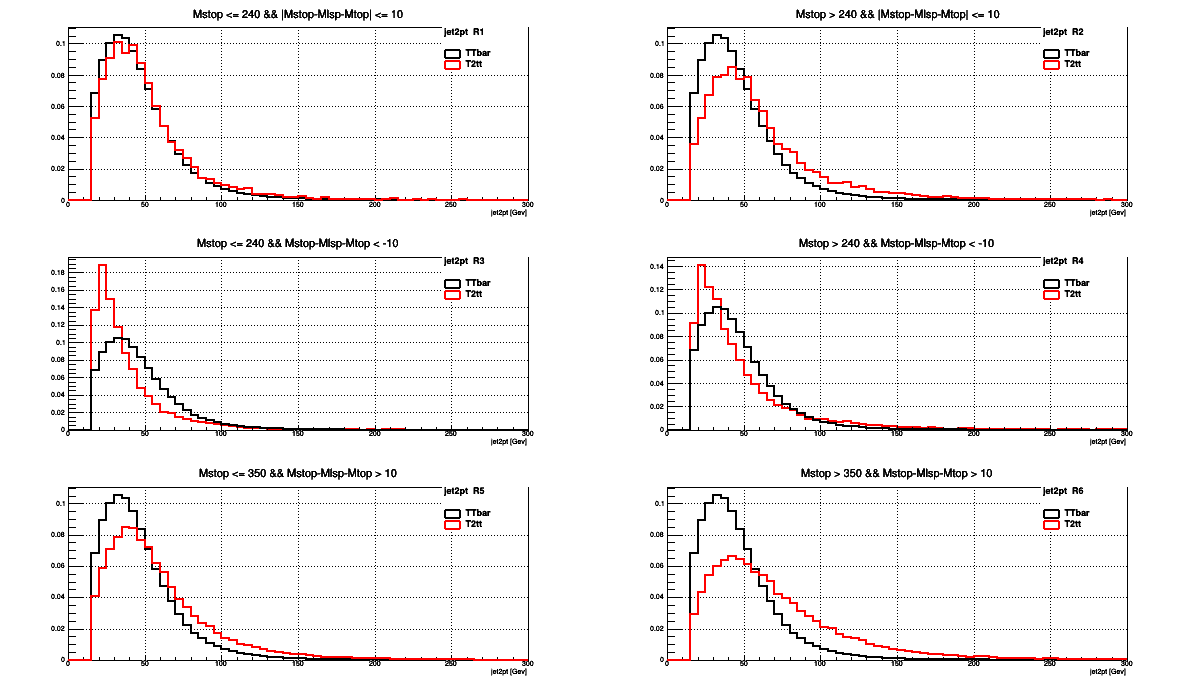 Mstop <= 240 && |Mstop-Mlsp-Mtop| <= 10
jet2pt R1
TTbar
T2tt
0.1
0.08
0.06
0.04
0.02
0
0 50 100 150 200 250 300
jet2pt [Gev]
Mstop > 240 && |Mstop-Mlsp-Mtop| <= 10
jet2pt R2
TTbar
T2tt
0.1
0.08
0.06
0.04
0.02
0
0 50 100 150 200 250 300
jet2pt [Gev]
Mstop <= 240 && Mstop-Mlsp-Mtop < -10
jet2pt R3
TTbar
T2tt
0.18
0.16
0.14
0.12
0.1
0.08
0.06
0.04
0.02
0
0 50 100 150 200 250 300
jet2pt [Gev]
Mstop > 240 && Mstop-Mlsp-Mtop < -10
jet2pt R4
TTbar
T2tt
0.14
0.12
0.1
0.08
0.06
0.04
0.02
0
0 50 100 150 200 250 300
jet2pt [Gev]
Mstop <= 350 && Mstop-Mlsp-Mtop > 10
jet2pt R5
TTbar
T2tt
0.1
0.08
0.06
0.04
0.02
0
0 50 100 150 200 250 300
jet2pt [Gev]
Mstop > 350 && Mstop-Mlsp-Mtop > 10
jet2pt R6
TTbar
T2tt
0.1
0.08
0.06
0.04
0.02
0
0 50 100 150 200 250 300
jet2pt [Gev]